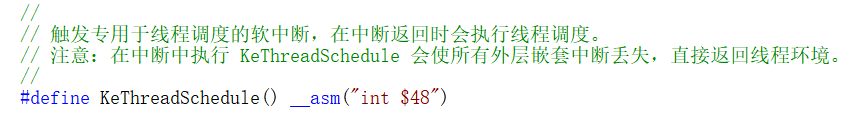 //
// 触发专用于线程调度的软中断，在中断返回时会执行线程调度。
// 注意：在中断中执行 KeThreadSchedule 会使所有外层嵌套中断丢失，直接返回线程环境。
//
#define KeThreadSchedule() __asm("int $48")